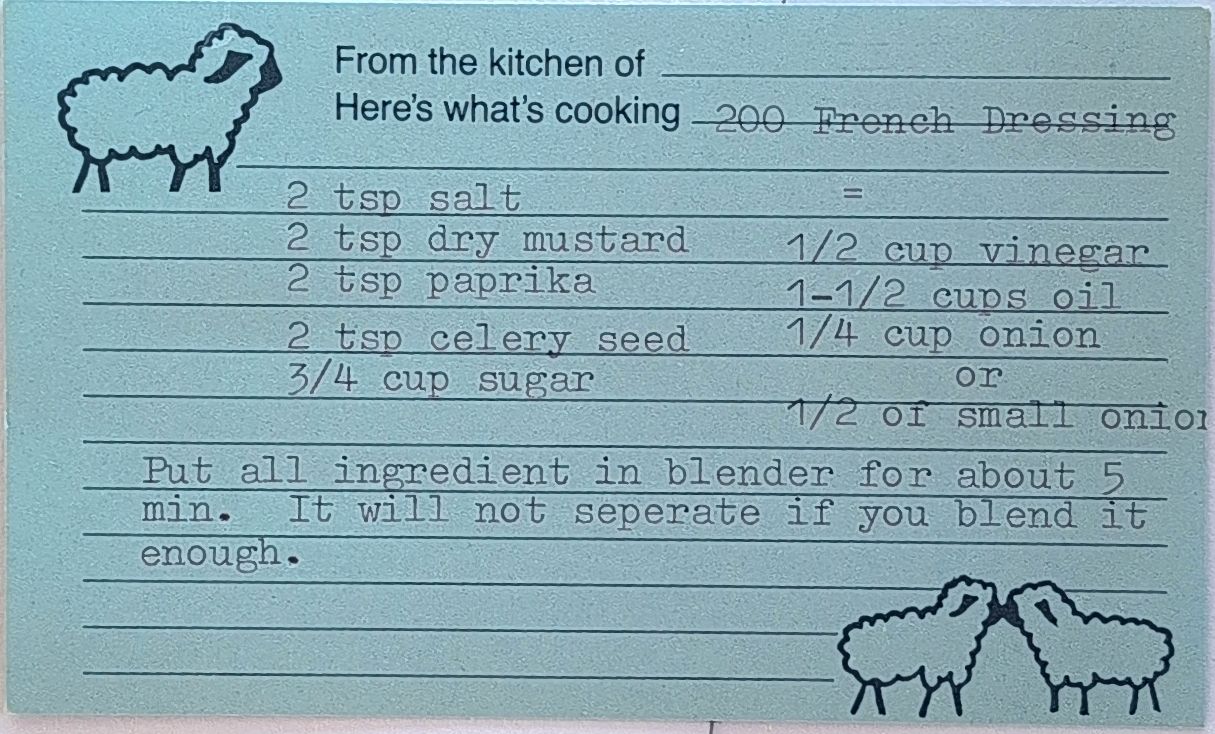 From the kitchen of
Here's what's cooking 200 French Dressing
2 tsp salt
2 tsp dry mustard
2 tsp paprika
2 tsp celery seed
3/4 cup sugar
=
1/2 cup vinegar
1-1/2 cups oil
1/4 cup onion
or
1/2 of small onion
Put all ingredient in blender for about 5
min. It will not seperate if you blend it
enough.